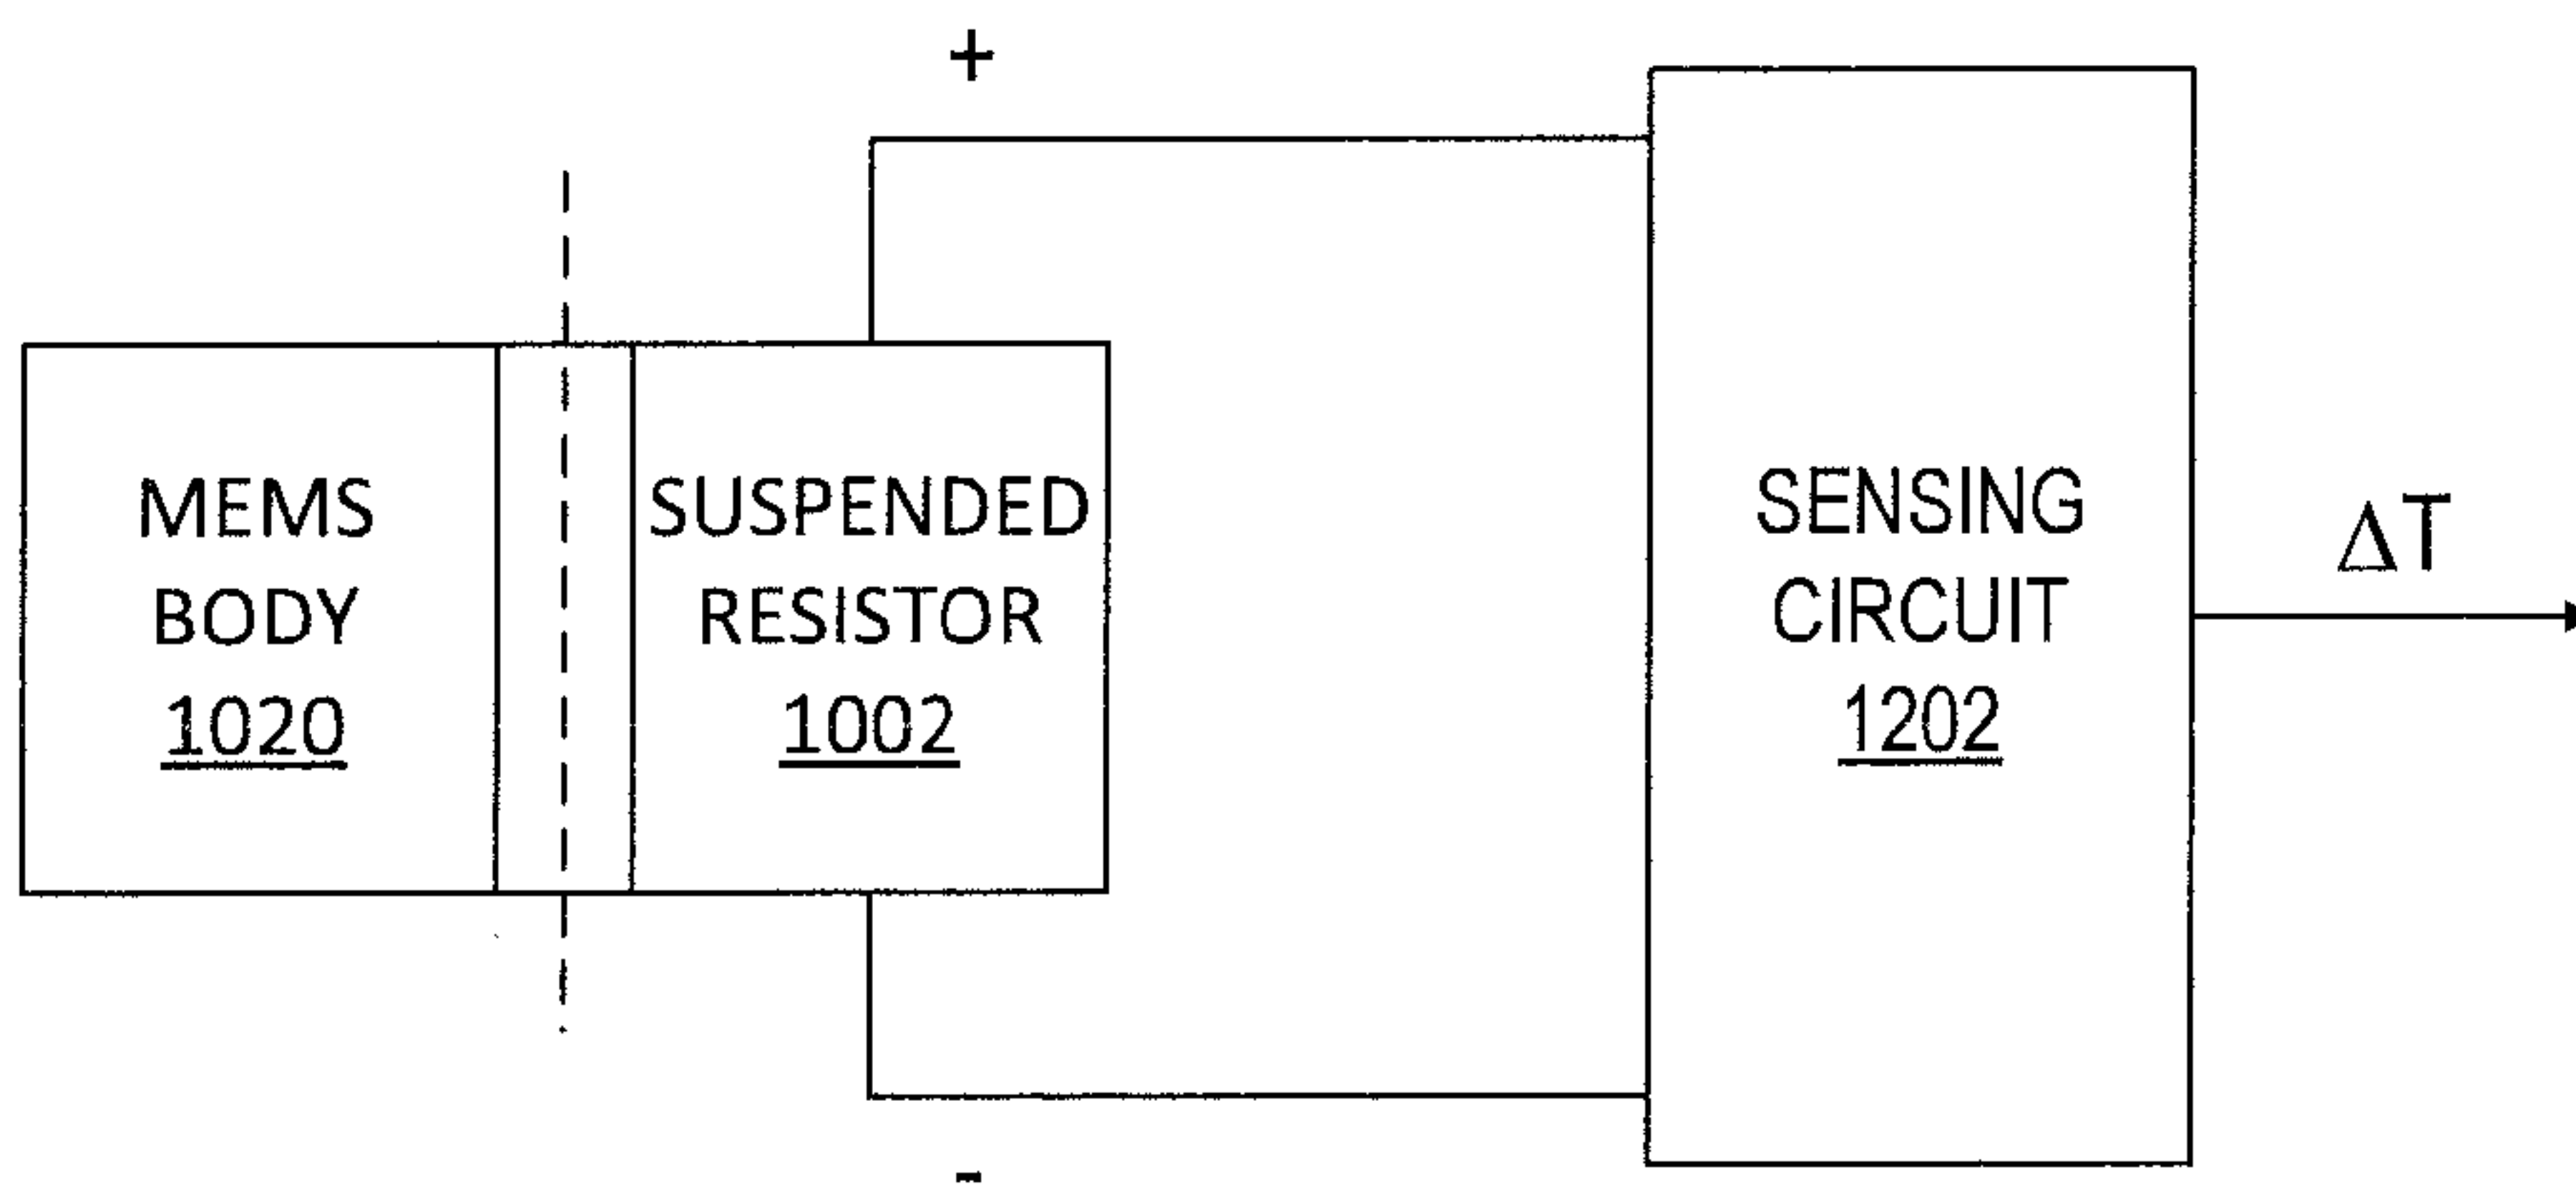 +
MEMS
BODY
1020
SUSPENDED
RESISTOR
1002
SENSING
CIRCUIT
1202
ΔT
-